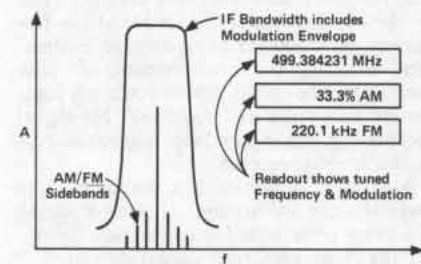 IF Bandwidth includes
Modulation Envelope
499.384231 MHz
33.3% AM
220.1 kHz FM
A
AM/FM
Sidebands
Readout shows tuned
Frequency & Modulation
f